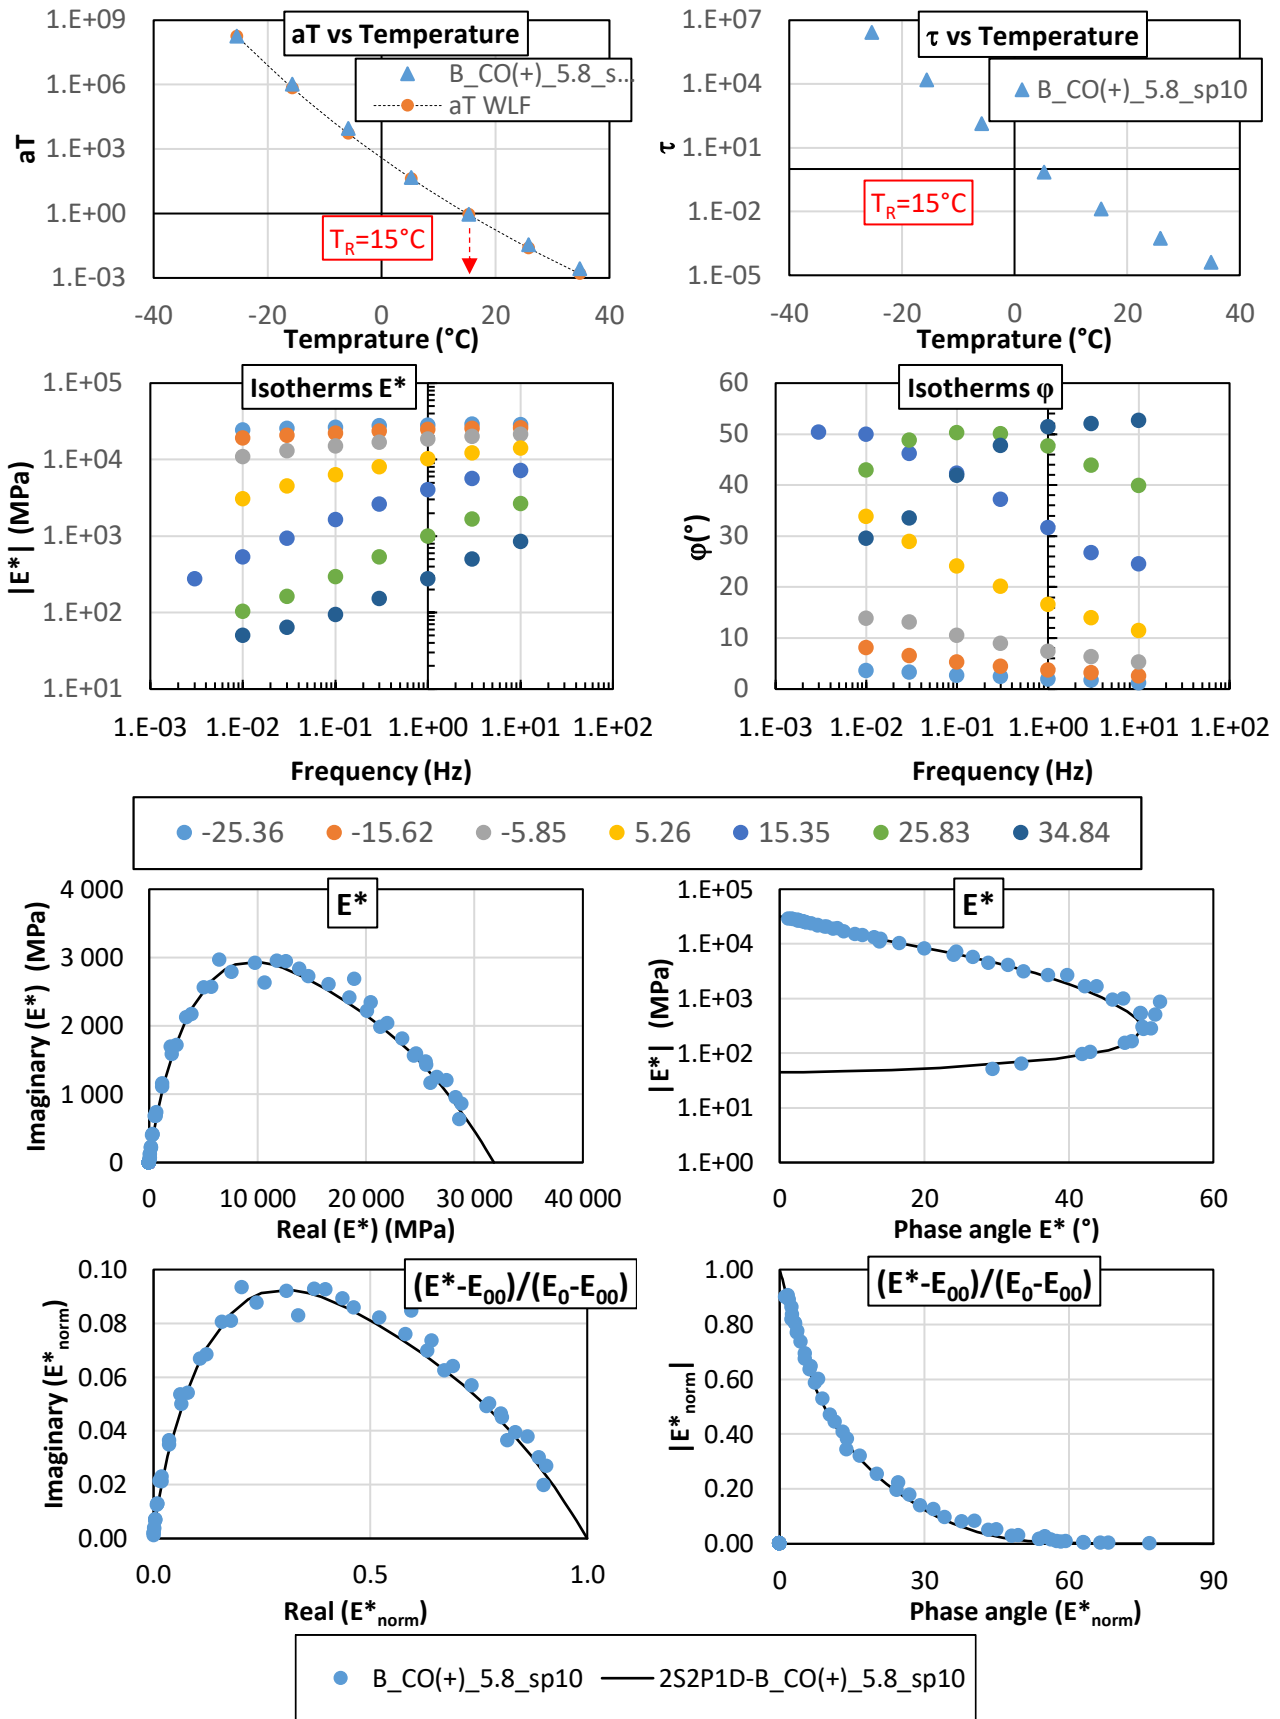 aT vs Temperature
B_CO(+)_5.8_s...
aT WLF
aT
1.E+09
1.E+06
1.E+03
1.E+00
1.E-03
T_R=15°C
-40 -20 0 20 40
Temprature (°C)
τ vs Temperature
B_CO(+)_5.8_sp10
τ
1.E+07
1.E+04
1.E+01
1.E-02
1.E-05
T_R=15°C
-40 -20 0 20 40
Temprature (°C)
Isotherms E*
|E*| (MPa)
1.E+05
1.E+04
1.E+03
1.E+02
1.E+01
1.E-03 1.E-02 1.E-01 1.E+00 1.E+01 1.E+02
Frequency (Hz)
Isotherms φ
φ(°)
60
50
40
30
20
10
0
1.E-03 1.E-02 1.E-01 1.E+00 1.E+01 1.E+02
Frequency (Hz)
-25.36 -15.62 -5.85 5.26 15.35 25.83 34.84
E*
Imaginary (E*) (MPa)
4 000
3 000
2 000
1 000
0
0 10 000 20 000 30 000 40 000
Real (E*) (MPa)
E*
|E*| (MPa)
1.E+05
1.E+04
1.E+03
1.E+02
1.E+01
1.E+00
0 20 40 60
Phase angle E* (°)
(E*-E00)/(E0-E00)
Imaginary (E*norm)
0.10
0.08
0.06
0.04
0.02
0.00
0.0 0.5 1.0
Real (E*norm)
(E*-E00)/(E0-E00)
|E*norm|
1.00
0.80
0.60
0.40
0.20
0.00
0 30 60 90
Phase angle (E*norm)
B_CO(+)_5.8_sp10 2S2P1D-B_CO(+)_5.8_sp10